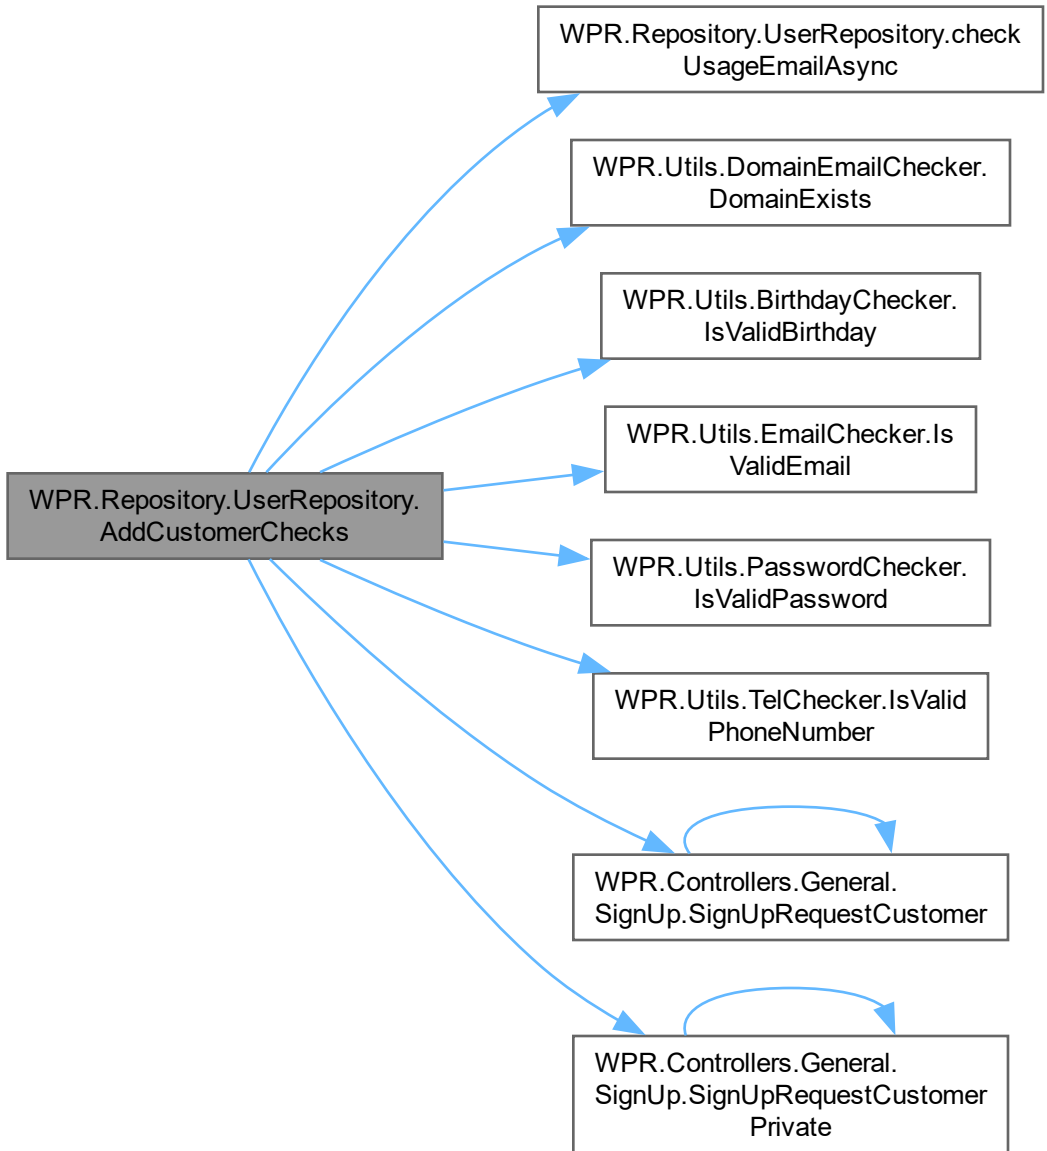 WPR.Repository.UserRepository.check
UsageEmailAsync
WPR.Utils.DomainEmailChecker.
DomainExists
WPR.Utils.BirthdayChecker.
IsValidBirthday
WPR.Utils.EmailChecker.Is
ValidEmail
WPR.Repository.UserRepository.
AddCustomerChecks
WPR.Utils.PasswordChecker.
IsValidPassword
WPR.Utils.TelChecker.IsValid
PhoneNumber
WPR.Controllers.General.
SignUp.SignUpRequestCustomer
WPR.Controllers.General.
SignUp.SignUpRequestCustomer
Private